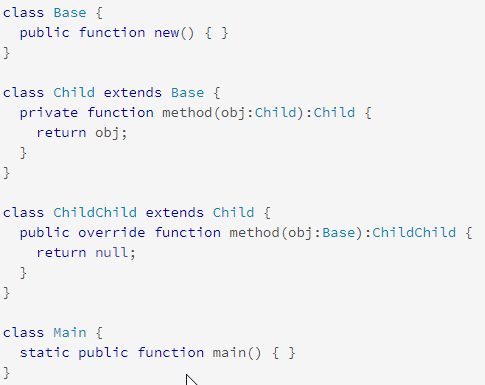 class Base {
  public function new() { }
}

class Child extends Base {
  private function method(obj:Child):Child {
    return obj;
  }
}

class ChildChild extends Child {
  public override function method(obj:Base):ChildChild {
    return null;
  }
}

class Main {
  static public function main() { }
}